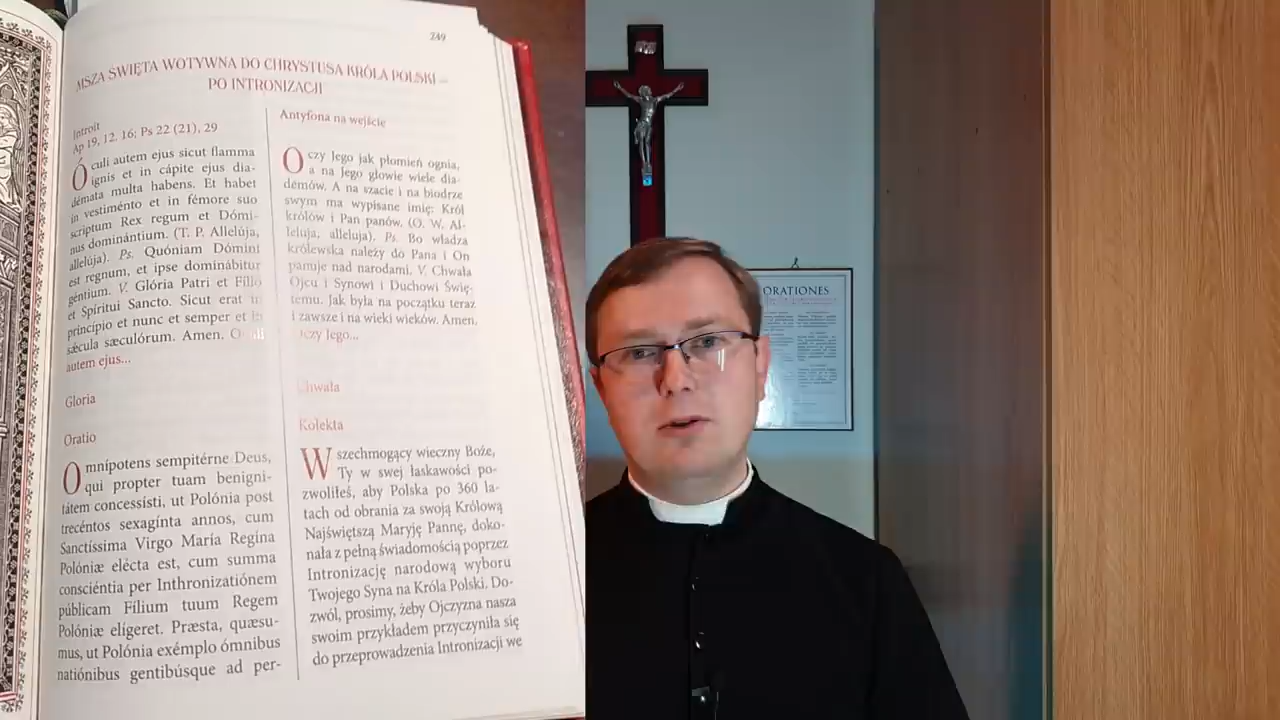 249
MSZA ŚWIĘTA WOTYWNA DO CHRYSTUSA KRÓLA POLSKI –
PO INTRONIZACJI
Introit
Ap 19, 12. 16; Ps 22 (21), 29
Óculi autem ejus sicut flamma
ignis et in cápite ejus dia-
démata multa habens. Et habet
in vestiménto et in fémore suo
scriptum Rex regum et Dómi-
nus dominántium. (T. P. Allelúja,
allelúja). Ps. Quóniam Dómini
est regnum, et ipse dominábitur
géntium. V. Glória Patri et Fílio
et Spirítui Sancto. Sicut erat in
princípio et nunc et semper et in
sǽcula sæculórum. Amen. Oculi
autem ejus...
Gloria
Oratio
Omnípotens sempitérne Deus,
qui propter tuam benigni-
tátem concessísti, ut Polónia post
trecéntos sexagínta annos, cum
Sanctíssima Virgo María Regína
Polóniæ elécta est, cum summa
consciéntia per Inthronizatiónem
públicam Fílium tuum Regem
Polóniæ elígeret. Præsta, quæsu-
mus, ut Polónia exémplo ómnibus
natiónibus gentibúsque ad per-
Antyfona na wejście
Oczy Jego jak płomień ognia,
a na Jego głowie wiele dia-
demów. A na szacie i na biodrze
swym ma wypisane imię: Król
królów i Pan panów. (O. W. Al-
leluja, alleluja). Ps. Bo władza
królewska należy do Pana i On
panuje nad narodami. V. Chwała
Ojcu i Synowi i Duchowi Świę-
temu. Jak była na początku teraz
i zawsze i na wieki wieków. Amen.
Oczy Jego...
Chwała
Kolekta
Wszechmogący wieczny Boże,
Ty w swej łaskawości po-
zwoliłeś, aby Polska po 360 la-
tach od obrania za swoją Królową
Najświętszą Maryję Pannę, doko-
nała z pełną świadomością poprzez
Intronizację narodową wyboru
Twojego Syna na Króla Polski. Do-
zwól, prosimy, żeby Ojczyzna nasza
swoim przykładem przyczyniła się
do przeprowadzenia Intronizacji we
ORATIONES